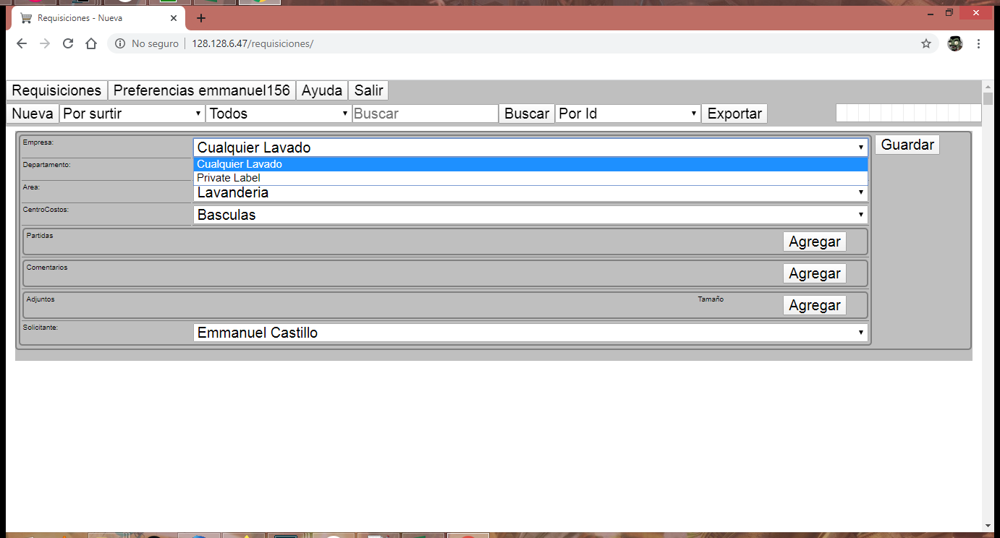 Requisiciones - Nueva
No seguro 128.128.6.47/requisiciones/
Requisiciones Preferencias emmanuel156 Ayuda Salir
Nueva Por surtir Todos Buscar Buscar Por Id Exportar
Empresa: Cualquier Lavado Guardar
Cualquier Lavado
Departamento:
Private Label
Area: Lavanderia
CentroCostos: Basculas
Partidas Agregar
Comentarios Agregar
Adjuntos Tamaño Agregar
Solicitante: Emmanuel Castillo